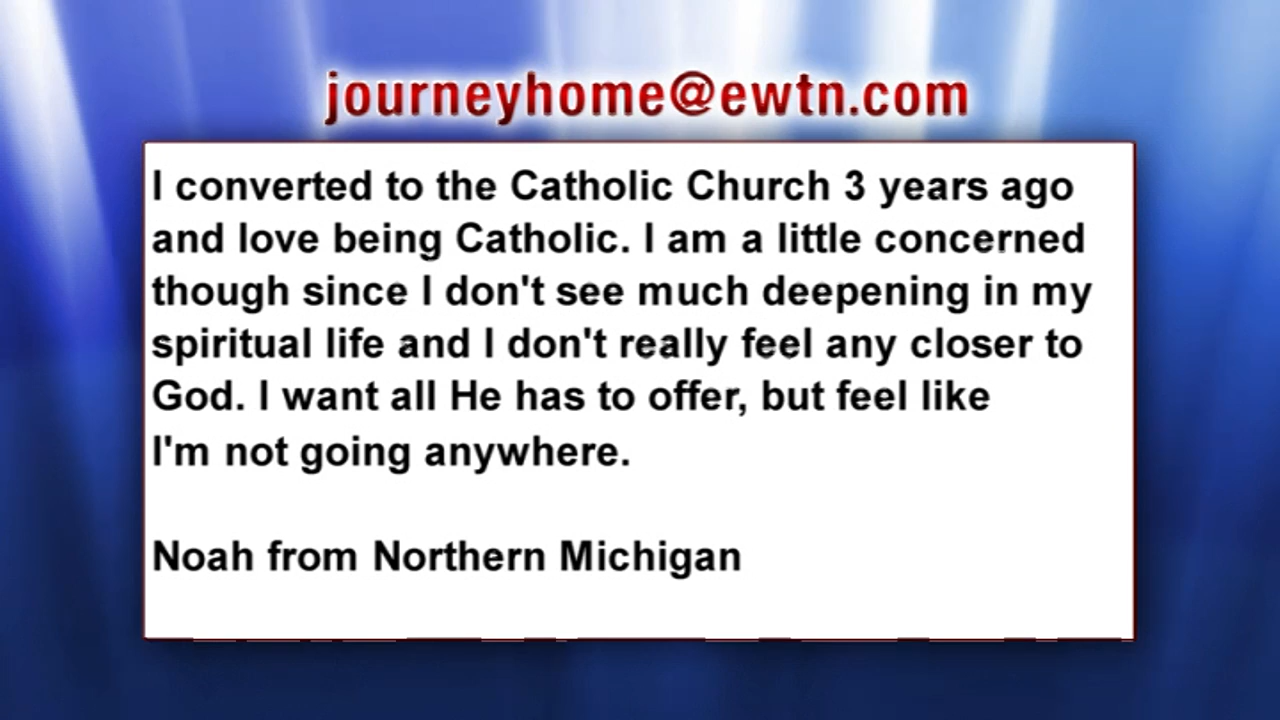 journeyhome@ewtn.com
I converted to the Catholic Church 3 years ago
and love being Catholic. I am a little concerned
though since I don't see much deepening in my
spiritual life and I don't really feel any closer to
God. I want all He has to offer, but feel like
I'm not going anywhere.
Noah from Northern Michigan